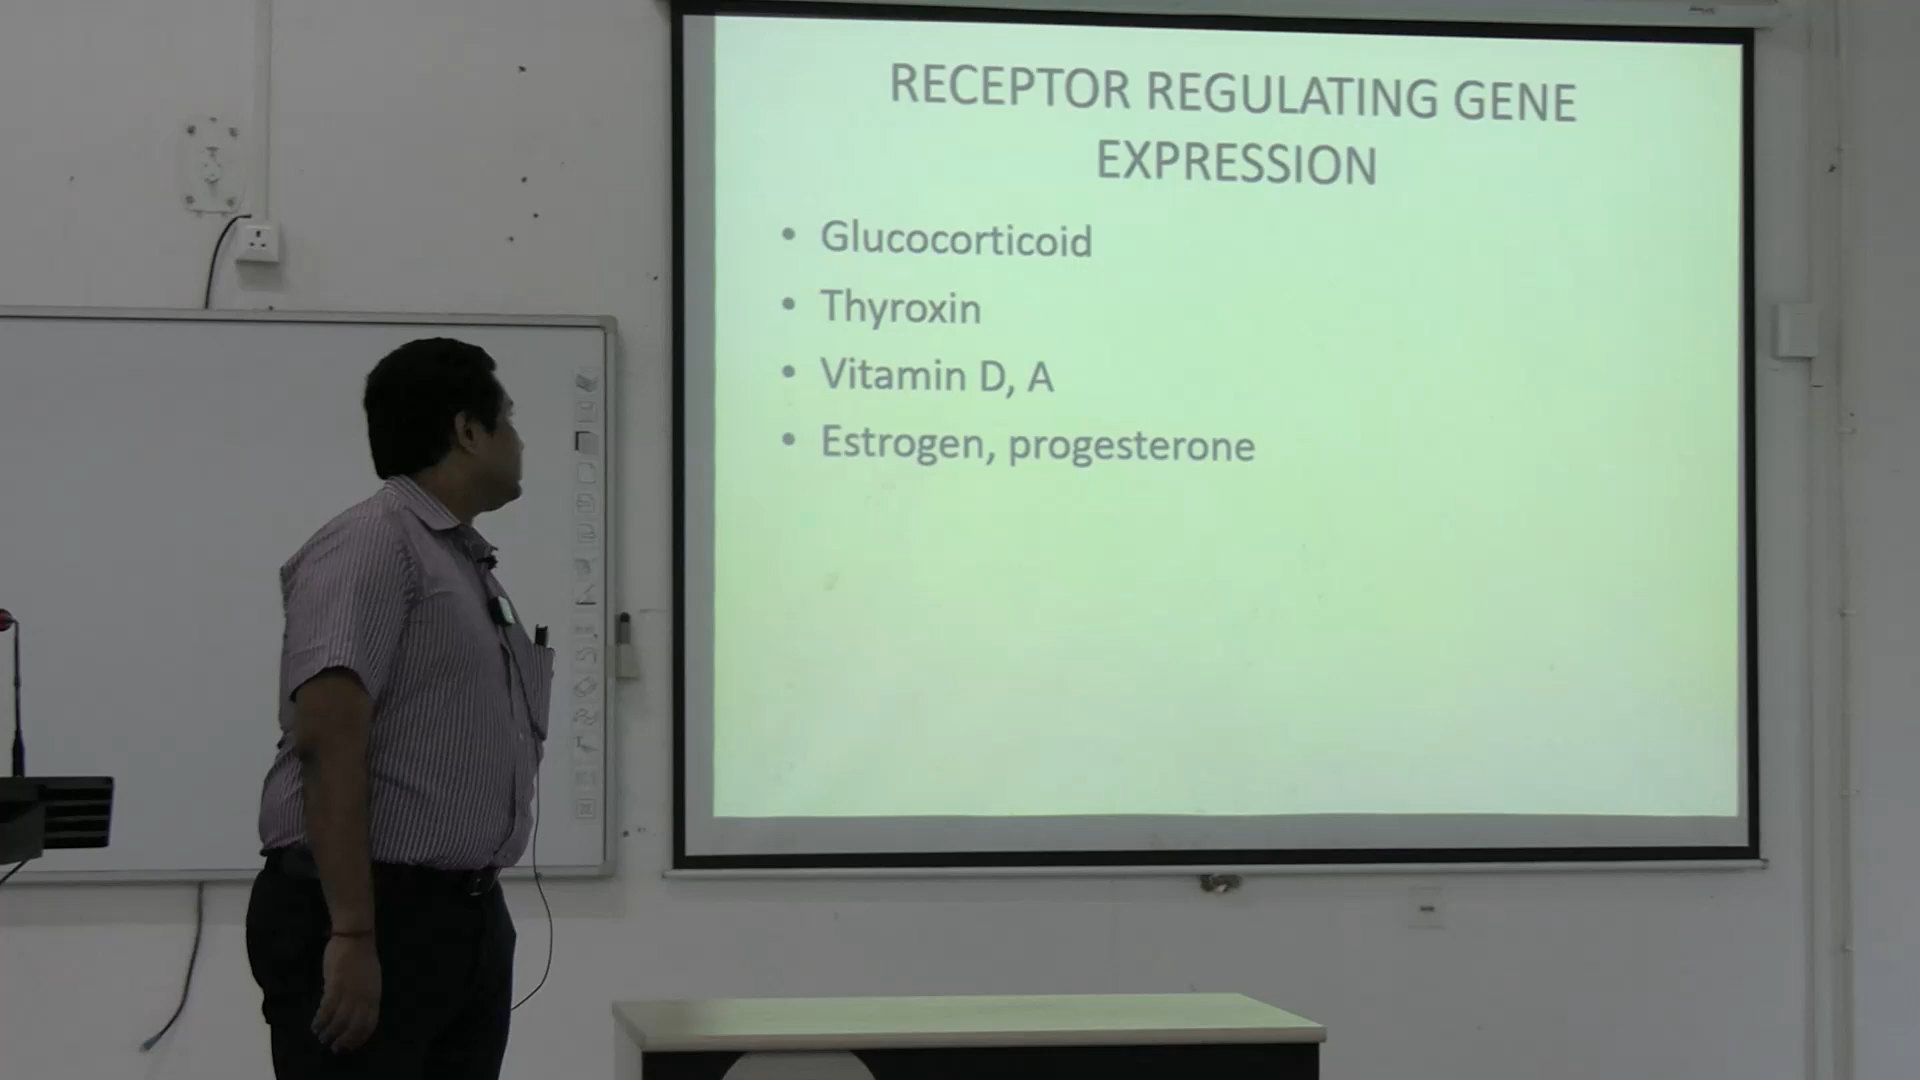 RECEPTOR REGULATING GENE
EXPRESSION
• Glucocorticoid
• Thyroxin
• Vitamin D, A
• Estrogen, progesterone